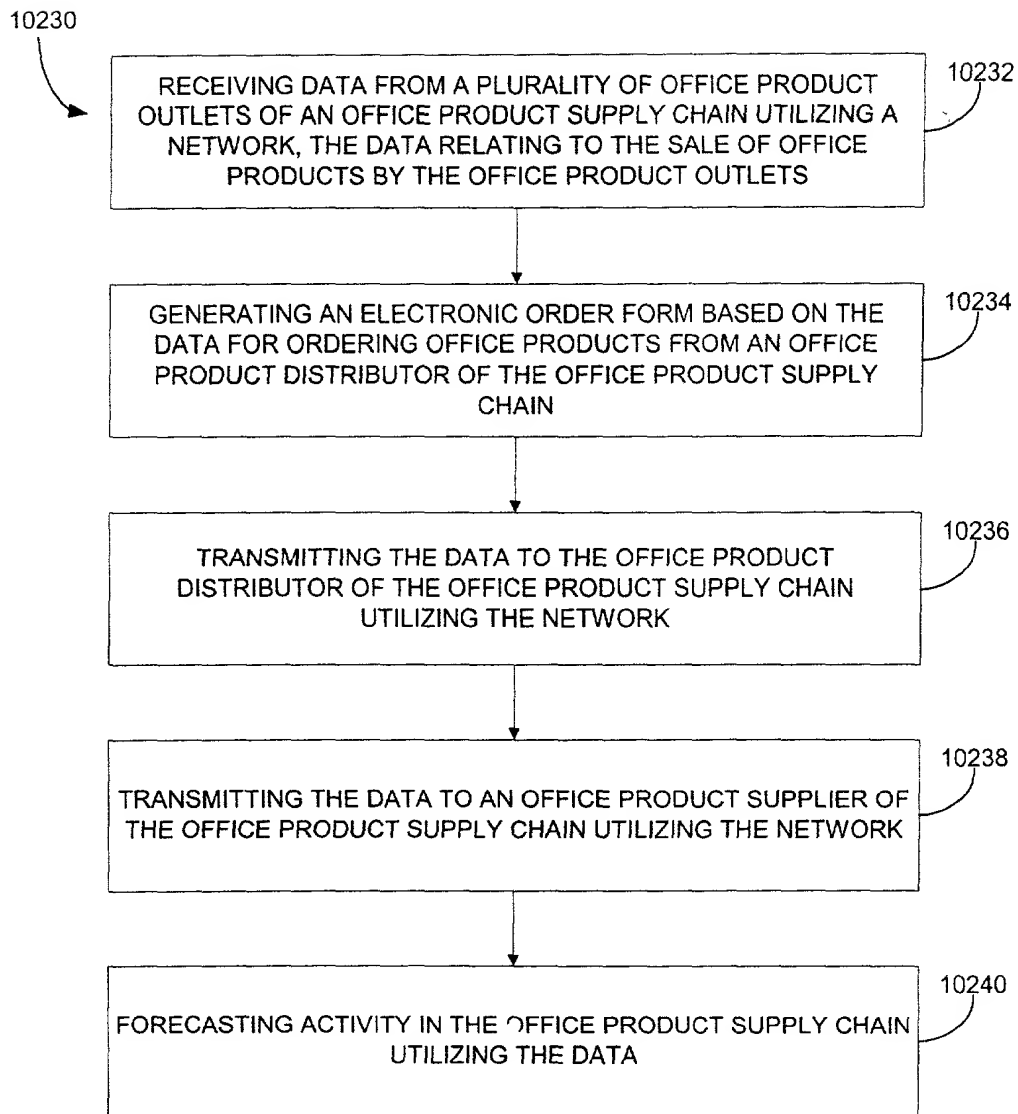 10230
RECEIVING DATA FROM A PLURALITY OF OFFICE PRODUCT
OUTLETS OF AN OFFICE PRODUCT SUPPLY CHAIN UTILIZING A
NETWORK, THE DATA RELATING TO THE SALE OF OFFICE
PRODUCTS BY THE OFFICE PRODUCT OUTLETS
10232
GENERATING AN ELECTRONIC ORDER FORM BASED ON THE
DATA FOR ORDERING OFFICE PRODUCTS FROM AN OFFICE
PRODUCT DISTRIBUTOR OF THE OFFICE PRODUCT SUPPLY
CHAIN
10234
TRANSMITTING THE DATA TO THE OFFICE PRODUCT
DISTRIBUTOR OF THE OFFICE PRODUCT SUPPLY CHAIN
UTILIZING THE NETWORK
10236
TRANSMITTING THE DATA TO AN OFFICE PRODUCT SUPPLIER OF
THE OFFICE PRODUCT SUPPLY CHAIN UTILIZING THE NETWORK
10238
FORECASTING ACTIVITY IN THE OFFICE PRODUCT SUPPLY CHAIN
UTILIZING THE DATA
10240